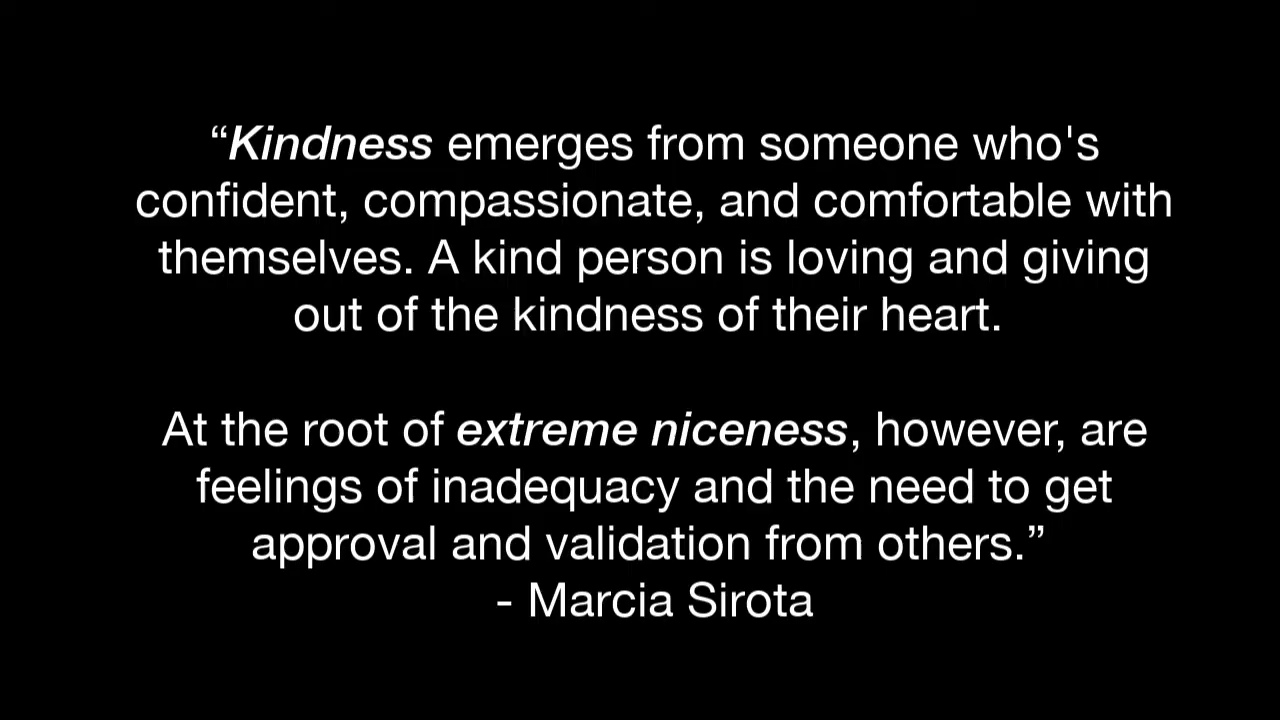 “Kindness emerges from someone who's
confident, compassionate, and comfortable with
themselves. A kind person is loving and giving
out of the kindness of their heart.
At the root of extreme niceness, however, are
feelings of inadequacy and the need to get
approval and validation from others.”
- Marcia Sirota